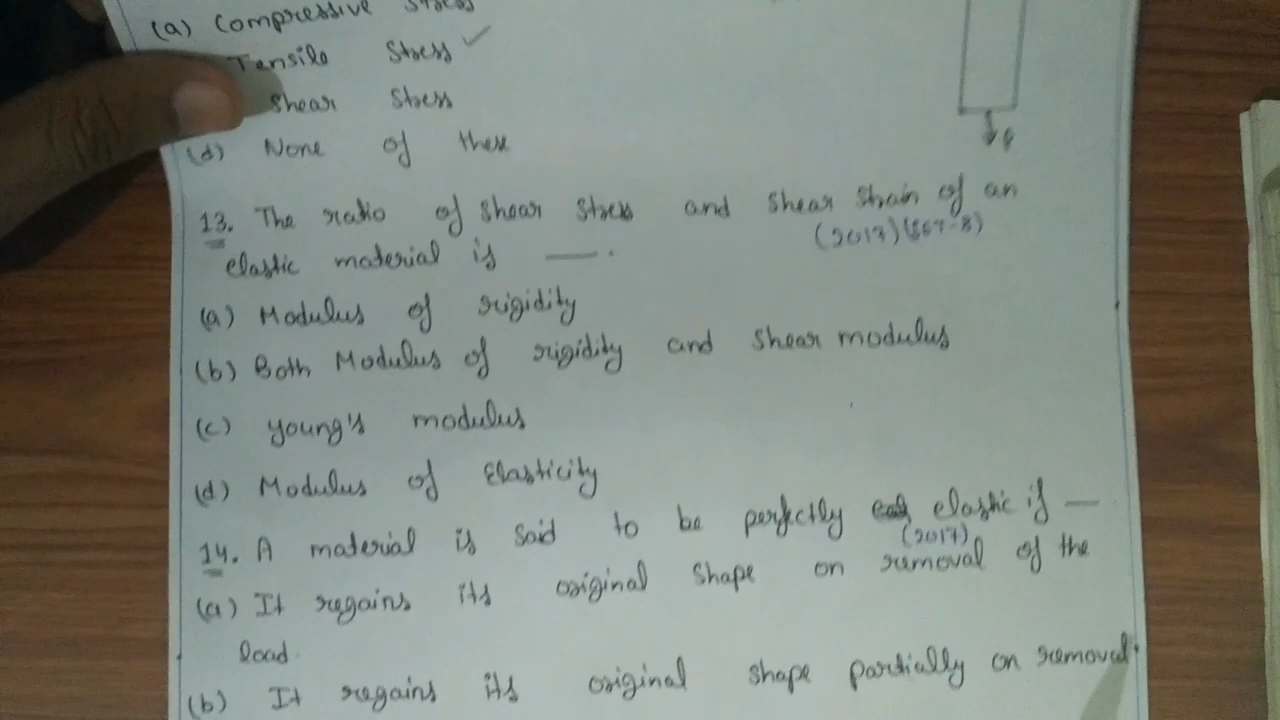 (a) Compressive Stress
Tensile Stress ✓
Shear Stress
(d) None of these
13. The ratio of shear stress and shear strain of an
(2017)
elastic material is —.
(a) Modulus of rigidity
(b) Both Modulus of rigidity and shear modulus
(c) young's modulus
(d) Modulus of Elasticity
14. A material is said to be perfectly elastic if —
(2017)
(a) It regains its original shape on removal of the
load.
(b) It regains its original shape partially on removal